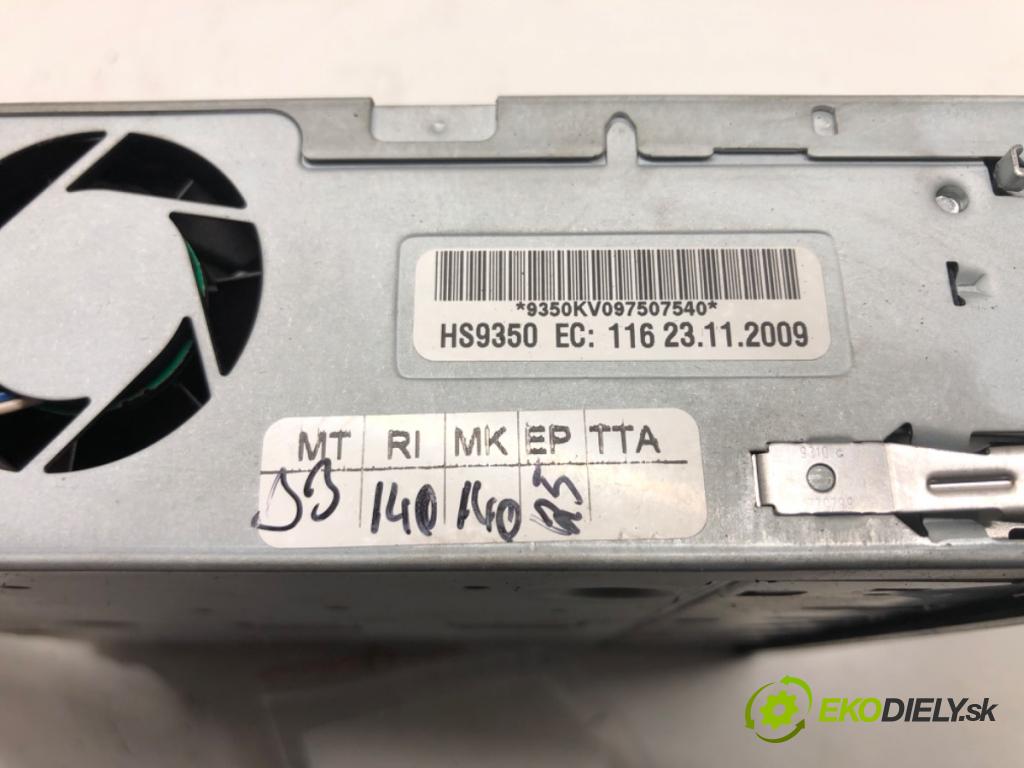 *9350KV097507540*
HS9350 EC: 116 23.11.2009
MT RI MK EP TTA
140 140
EKODIELY.sk